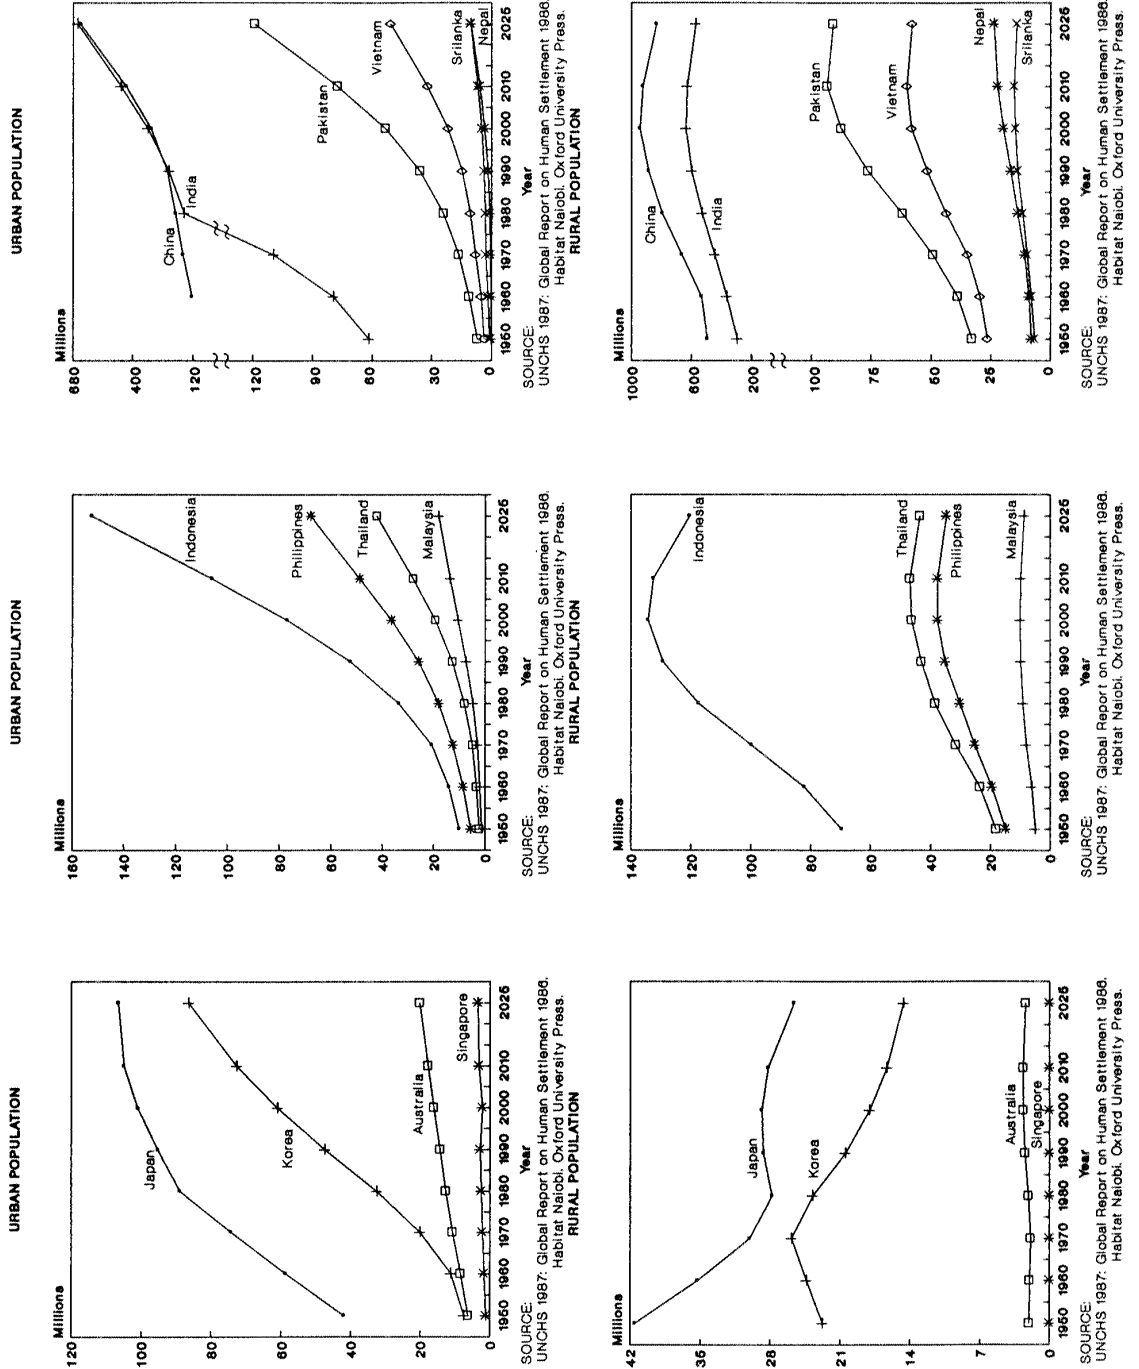 URBAN POPULATION
Millions
120
100
80
60
40
20
0
Japan
Korea
Australia
Singapore
1950 1960 1970 1980 1990 2000 2010 2025
Year
SOURCE:
UNCHS 1987: Global Report on Human Settlement 1986.
Habitat Naiobi. Oxford University Press.
RURAL POPULATION
Millions
42
35
28
21
14
7
0
Japan
Korea
Australia
Singapore
1950 1960 1970 1980 1990 2000 2010 2025
Year
SOURCE:
UNCHS 1987: Global Report on Human Settlement 1986.
Habitat Naiobi. Oxford University Press.
URBAN POPULATION
Millions
160
140
120
100
80
60
40
20
0
Indonesia
Philippines
Thailand
Malaysia
1950 1960 1970 1980 1990 2000 2010 2025
Year
SOURCE:
UNCHS 1987: Global Report on Human Settlement 1986.
Habitat Naiobi. Oxford University Press.
RURAL POPULATION
Millions
140
120
100
80
60
40
20
0
Indonesia
Thailand
Philippines
Malaysia
1950 1960 1970 1980 1990 2000 2010 2025
Year
SOURCE:
UNCHS 1987: Global Report on Human Settlement 1986.
Habitat Naiobi. Oxford University Press.
URBAN POPULATION
Millions
680
400
120
120
90
60
30
0
China
India
Pakistan
Vietnam
Srilanka
Nepal
1950 1960 1970 1980 1990 2000 2010 2025
Year
SOURCE:
UNCHS 1987: Global Report on Human Settlement 1986.
Habitat Naiobi. Oxford University Press.
RURAL POPULATION
Millions
1000
600
200
100
75
50
25
0
China
India
Pakistan
Vietnam
Nepal
Srilanka
1950 1960 1970 1980 1990 2000 2010 2025
Year
SOURCE:
UNCHS 1987: Global Report on Human Settlement 1986.
Habitat Naiobi. Oxford University Press.